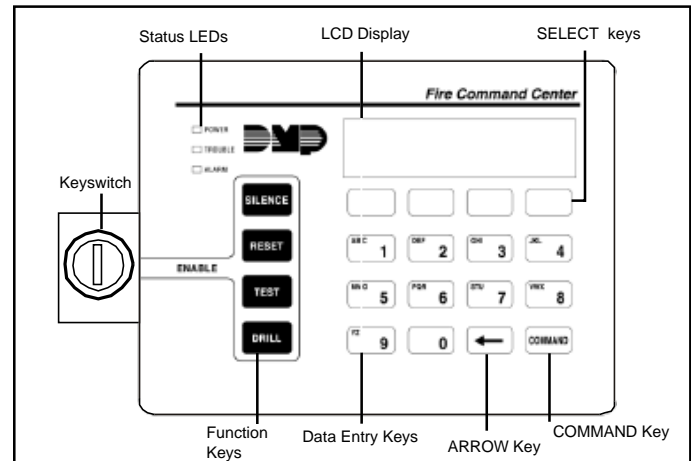 Status LEDs
LCD Display
SELECT keys
Fire Command Center
POWER
DMP
TROUBLE
ALARM
Keyswitch
SILENCE
RESET
ABC 1
DEF 2
GHI 3
JKL 4
ENABLE
TEST
MNO 5
PQR 6
STU 7
VWX 8
DRILL
YZ 9
0
COMMAND
Function Keys
Data Entry Keys
ARROW Key
COMMAND Key